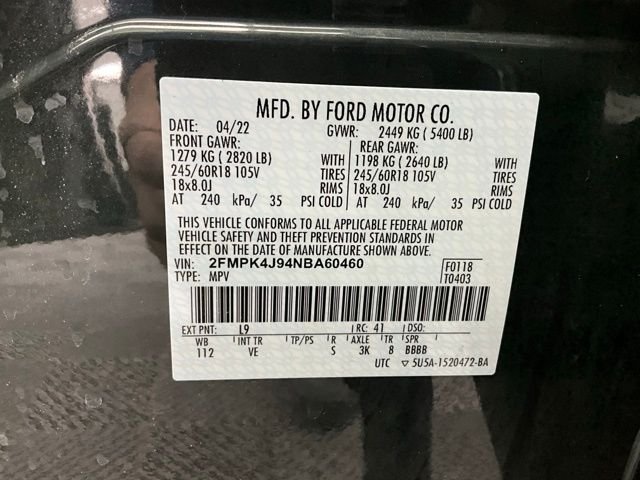 MFD. BY FORD MOTOR CO.
DATE: 04/22 GVWR: 2449 KG ( 5400 LB)
FRONT GAWR: REAR GAWR:
1279 KG ( 2820 LB) WITH 1198 KG ( 2640 LB) WITH
245/60R18 105V TIRES 245/60R18 105V TIRES
18x8.0J RIMS 18x8.0J RIMS
AT 240 kPa/ 35 PSI COLD AT 240 kPa/ 35 PSI COLD
THIS VEHICLE CONFORMS TO ALL APPLICABLE FEDERAL MOTOR
VEHICLE SAFETY AND THEFT PREVENTION STANDARDS IN
EFFECT ON THE DATE OF MANUFACTURE SHOWN ABOVE.
VIN: 2FMPK4J94NBA60460 F0118
TYPE: MPV T0403
EXT PNT: L9 RC: 41 DSO:
WB INT TR TP/PS R AXLE TR SPR
112 VE S 3K 8 BBBB
UTC ▽ 5U5A-1520472-BA